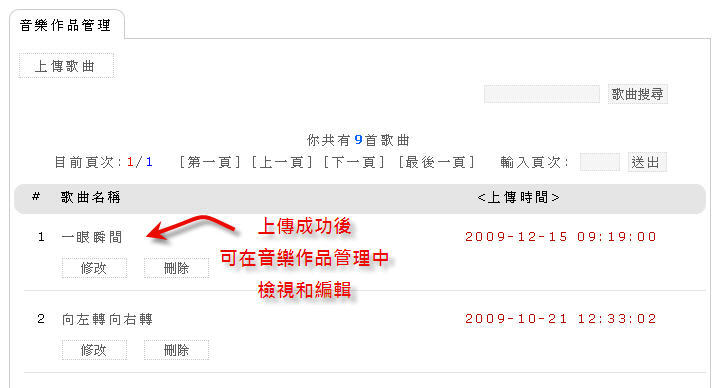 音樂作品管理
上傳歌曲
歌曲搜尋
你共有9首歌曲
目前頁次:1/1 [第一頁] [上一頁] [下一頁] [最後一頁] 輸入頁次: 送出
# 歌曲名稱 <上傳時間>
1 一眼瞬間 2009-12-15 09:19:00
修改 刪除
上傳成功後
可在音樂作品管理中
檢視和編輯
2 向左轉向右轉 2009-10-21 12:33:02
修改 刪除